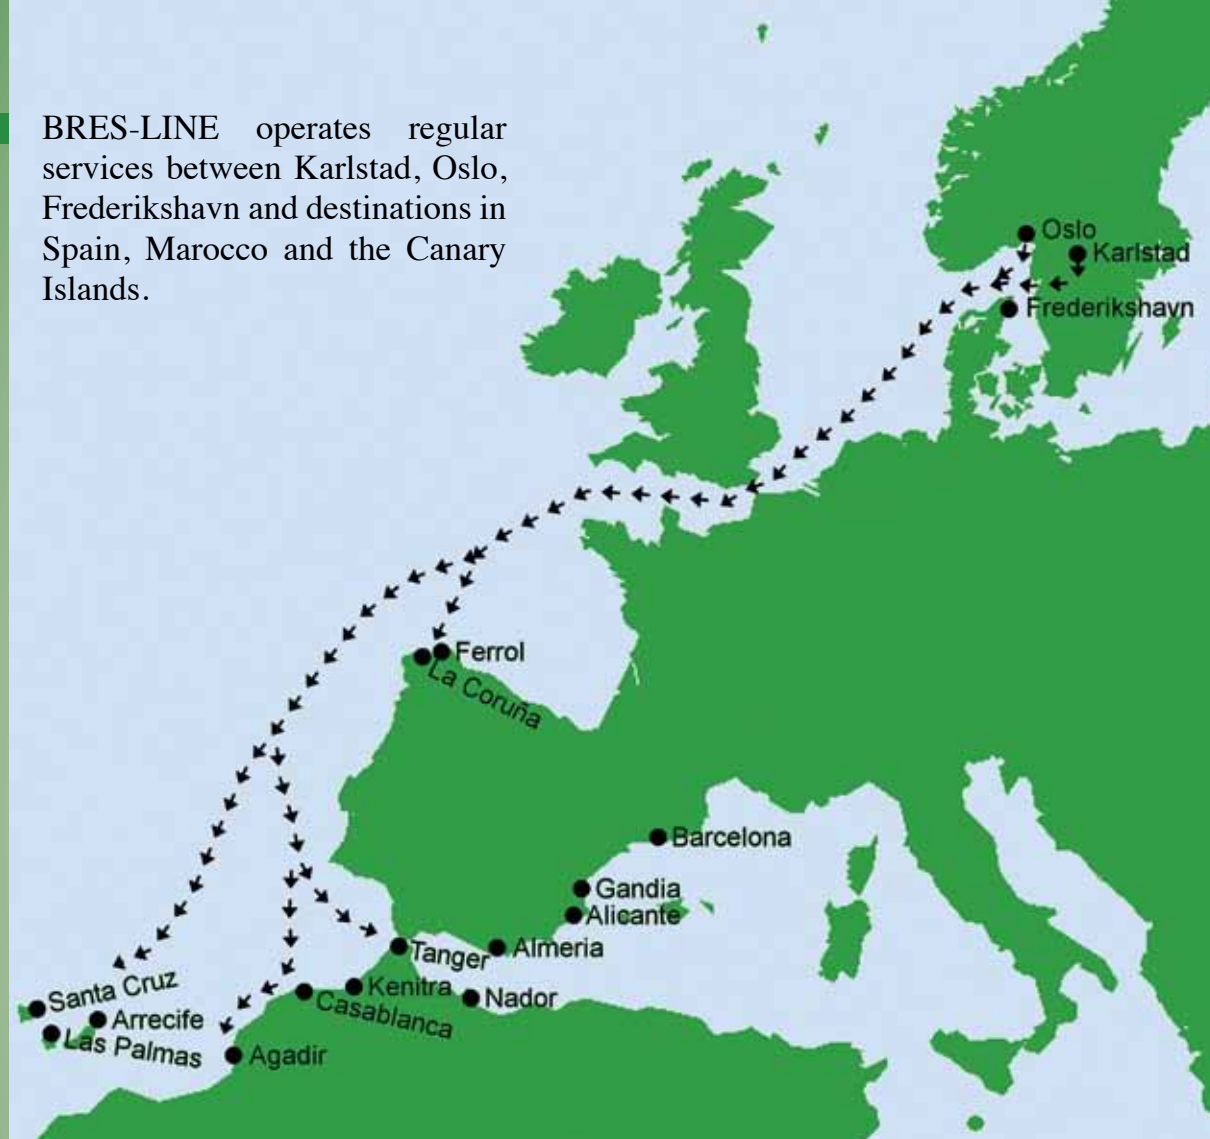 BRES-LINE operates regular
services between Karlstad, Oslo,
Frederikshavn and destinations in
Spain, Marocco and the Canary
Islands.
Oslo
Karlstad
Frederikshavn
Ferrol
La Coruña
Barcelona
Gandia
Alicante
Almeria
Tanger
Kenitra
Nador
Casablanca
Santa Cruz
Arrecife
Las Palmas
Agadir